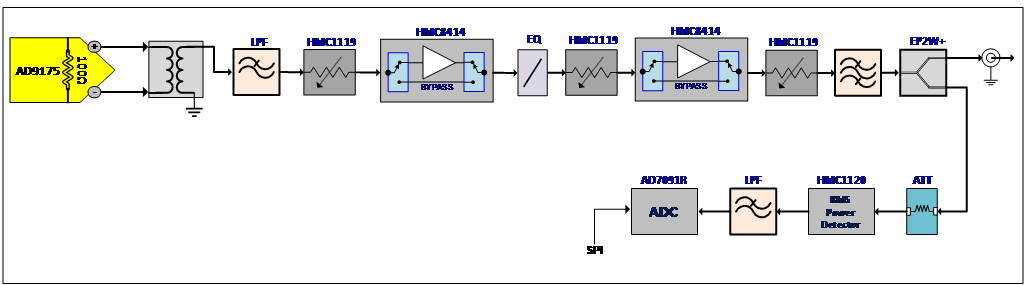 AD9175
100Ω
LPF
HMC1119
HMC8414
BYPASS
EQ
HMC1119
HMC8414
BYPASS
HMC1119
EP2W+
AD7091R
ADC
LPF
HMC1120
RMS
Power
Detector
ATT
SPI